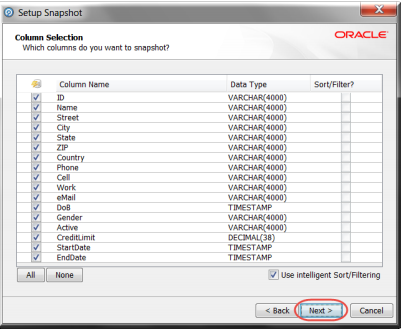 Setup Snapshot
Column Selection
Which columns do you want to snapshot?
ORACLE
Column Name Data Type Sort/Filter?
ID VARCHAR(4000)
Name VARCHAR(4000)
Street VARCHAR(4000)
City VARCHAR(4000)
State VARCHAR(4000)
ZIP VARCHAR(4000)
Country VARCHAR(4000)
Phone VARCHAR(4000)
Cell VARCHAR(4000)
Work VARCHAR(4000)
eMail VARCHAR(4000)
DoB TIMESTAMP
Gender VARCHAR(4000)
Active VARCHAR(4000)
CreditLimit DECIMAL(38)
StartDate TIMESTAMP
EndDate TIMESTAMP
All None Use intelligent Sort/Filtering
< Back Next > Cancel